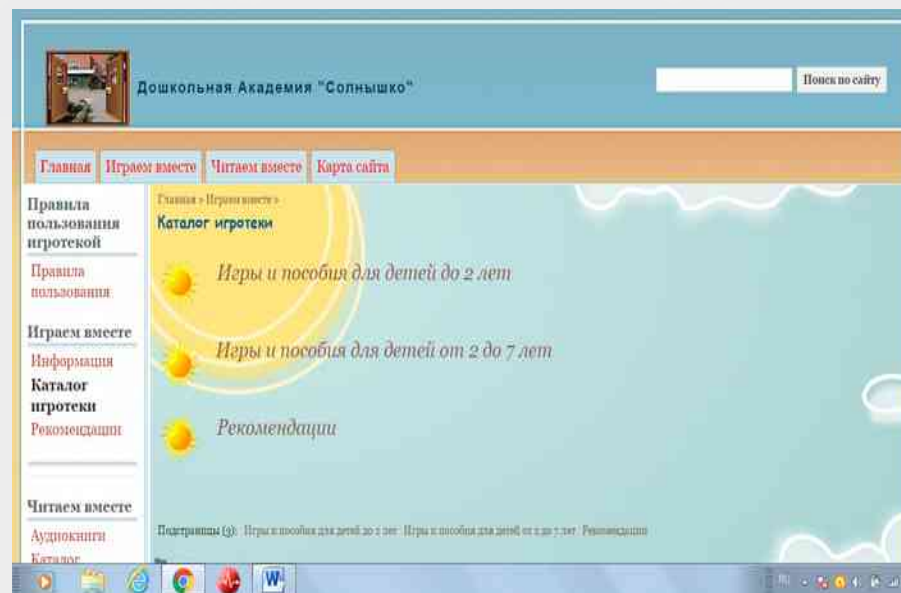 Дошкольная Академия "Солнышко"
Поиск по сайту
Главная
Играем вместе
Читаем вместе
Карта сайта
Правила
пользования
игротекой
Правила
пользования
Играем вместе
Информация
Каталог
игротеки
Рекомендации
Читаем вместе
Аудиокниги
Каталог
Главная > Играем вместе >
Каталог игротеки
Игры и пособия для детей до 2 лет
Игры и пособия для детей от 2 до 7 лет
Рекомендации
Подстраницы (3): Игры и пособия для детей до 2 лет Игры и пособия для детей от 2 до 7 лет Рекомендации
RU